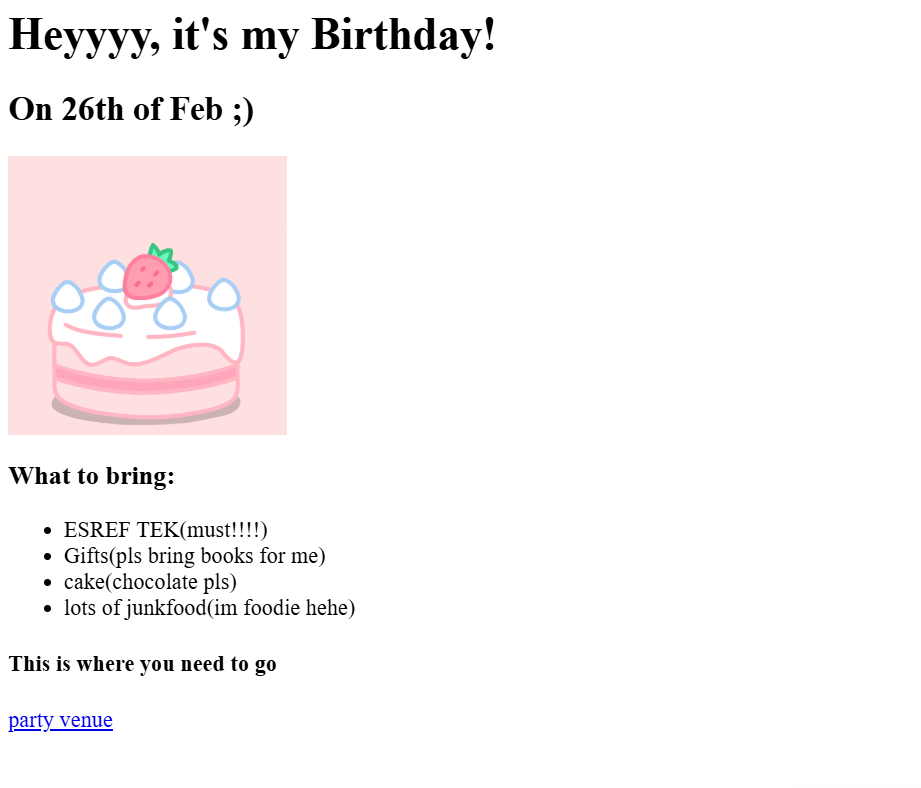 Heyyyy, it's my Birthday!
On 26th of Feb ;)
What to bring:
ESREF TEK(must!!!!)
Gifts(pls bring books for me)
cake(chocolate pls)
lots of junkfood(im foodie hehe)
This is where you need to go
party venue